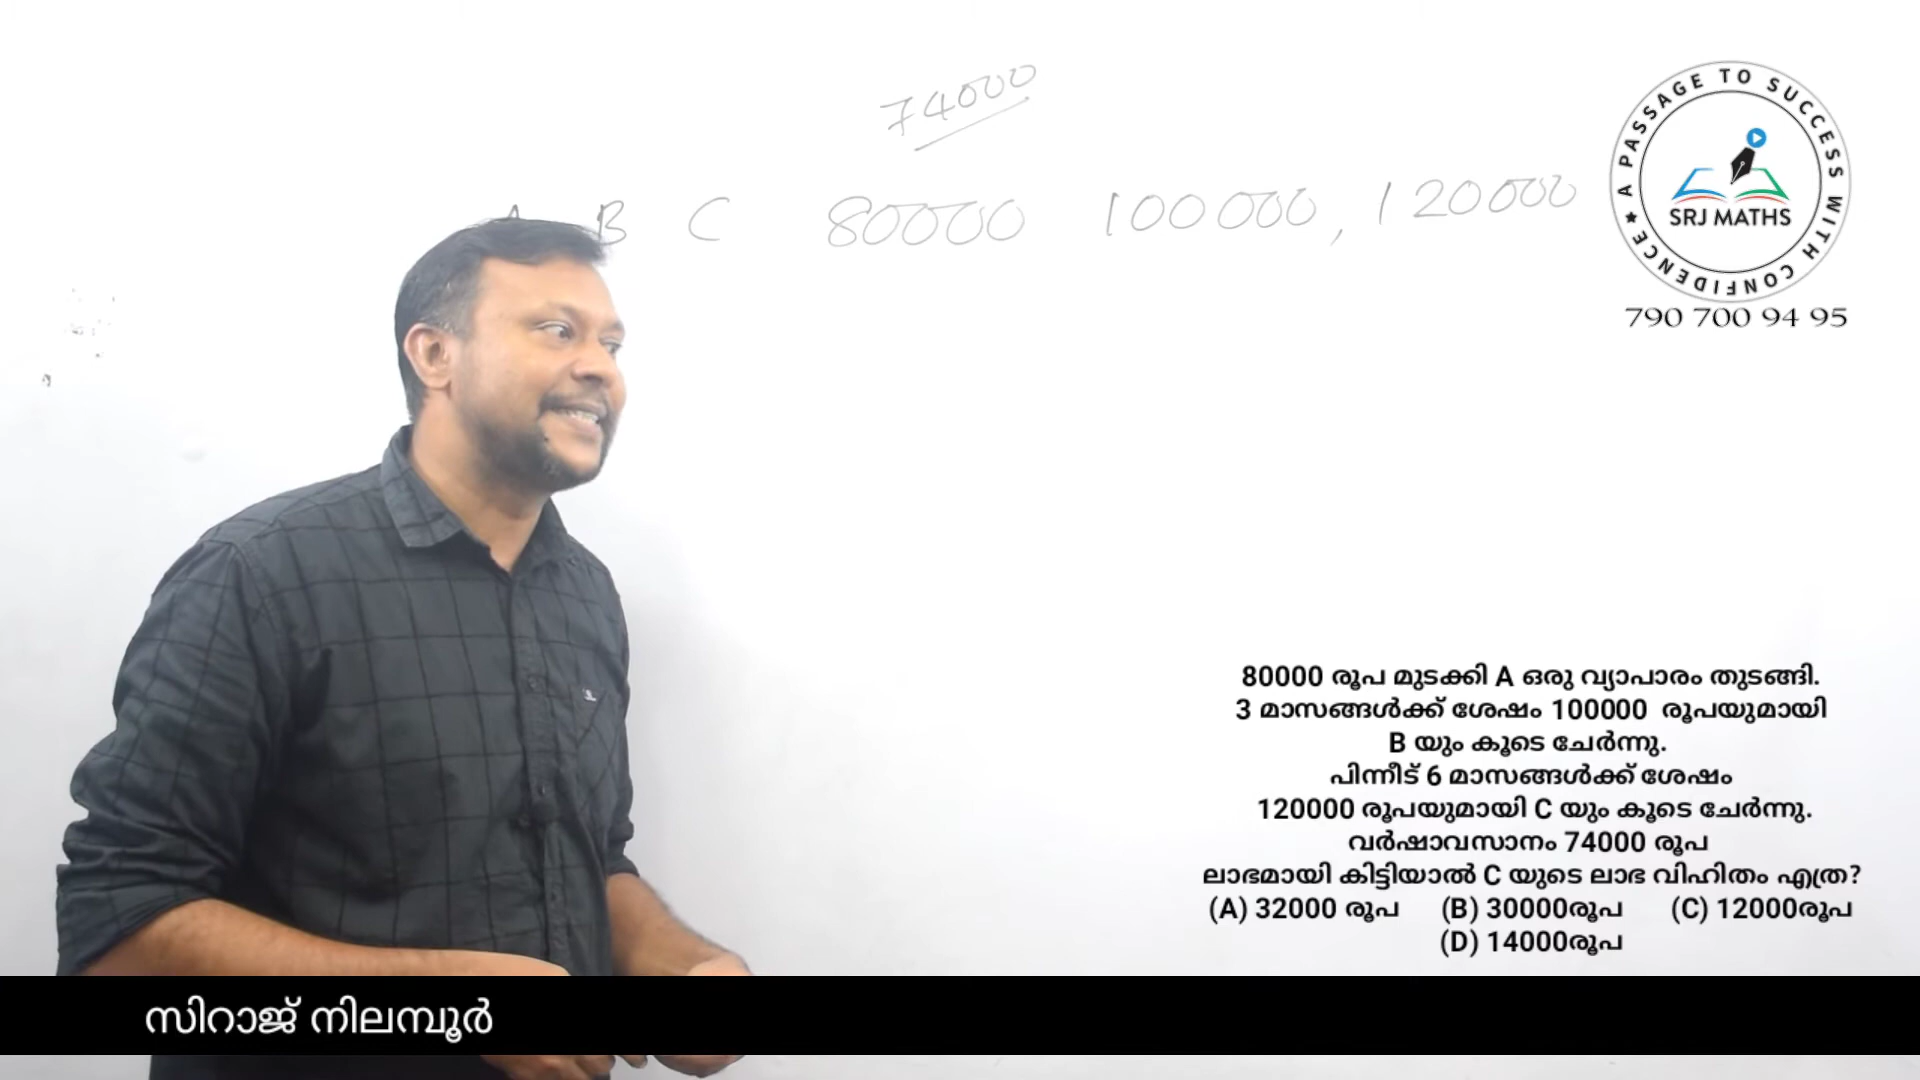 74000
A B C 80000 100000, 120000
A PASSAGE TO SUCCESS WITH CONFIDENCE ★
SRJ MATHS
790 700 94 95
80000 രൂപ മുടക്കി A ഒരു വ്യാപാരം തുടങ്ങി.
3 മാസങ്ങൾക്ക് ശേഷം 100000 രൂപയുമായി
B യും കൂടെ ചേർന്നു.
പിന്നീട് 6 മാസങ്ങൾക്ക് ശേഷം
120000 രൂപയുമായി C യും കൂടെ ചേർന്നു.
വർഷാവസാനം 74000 രൂപ
ലാഭമായി കിട്ടിയാൽ C യുടെ ലാഭ വിഹിതം എത്ര?
(A) 32000 രൂപ (B) 30000രൂപ (C) 12000രൂപ
(D) 14000രൂപ
സിറാജ് നിലമ്പൂർ